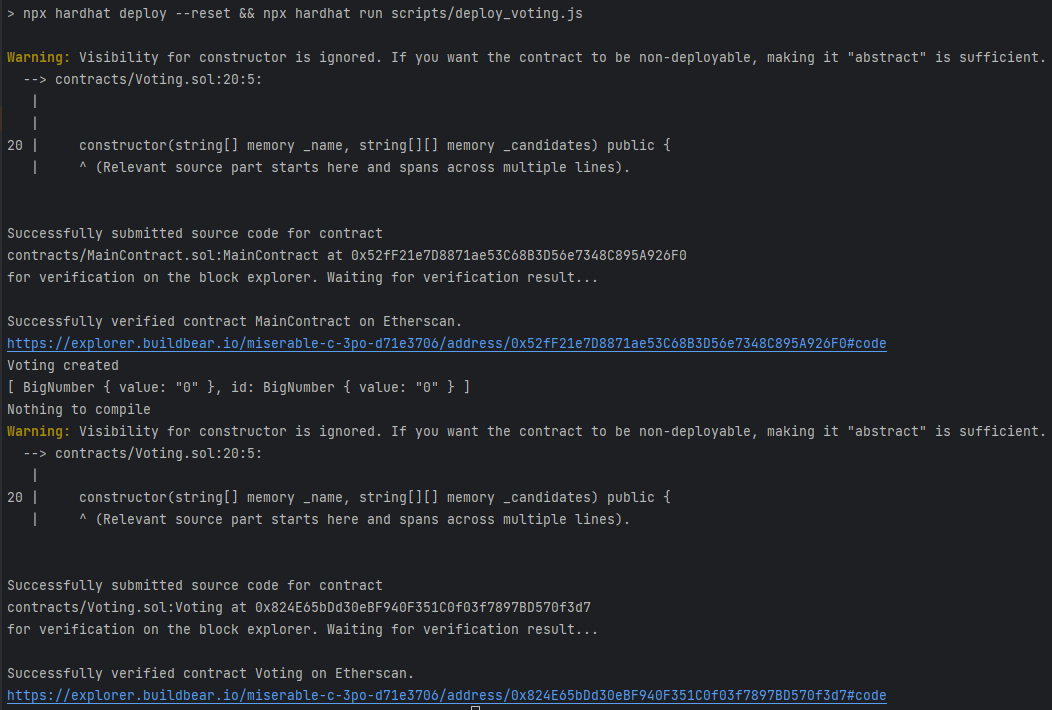 > npx hardhat deploy --reset && npx hardhat run scripts/deploy_voting.js
Warning: Visibility for constructor is ignored. If you want the contract to be non-deployable, making it "abstract" is sufficient.
  --> contracts/Voting.sol:20:5:
   |
   |
20 |     constructor(string[] memory _name, string[][] memory _candidates) public {
   |     ^ (Relevant source part starts here and spans across multiple lines).
Successfully submitted source code for contract
contracts/MainContract.sol:MainContract at 0x52fF21e7D8871ae53C68B3D56e7348C895A926F0
for verification on the block explorer. Waiting for verification result...
Successfully verified contract MainContract on Etherscan.
https://explorer.buildbear.io/miserable-c-3po-d71e3706/address/0x52fF21e7D8871ae53C68B3D56e7348C895A926F0#code
Voting created
[ BigNumber { value: "0" }, id: BigNumber { value: "0" } ]
Nothing to compile
Warning: Visibility for constructor is ignored. If you want the contract to be non-deployable, making it "abstract" is sufficient.
  --> contracts/Voting.sol:20:5:
   |
20 |     constructor(string[] memory _name, string[][] memory _candidates) public {
   |     ^ (Relevant source part starts here and spans across multiple lines).
Successfully submitted source code for contract
contracts/Voting.sol:Voting at 0x824E65bDd30eBF940F351C0f03f7897BD570f3d7
for verification on the block explorer. Waiting for verification result...
Successfully verified contract Voting on Etherscan.
https://explorer.buildbear.io/miserable-c-3po-d71e3706/address/0x824E65bDd30eBF940F351C0f03f7897BD570f3d7#code